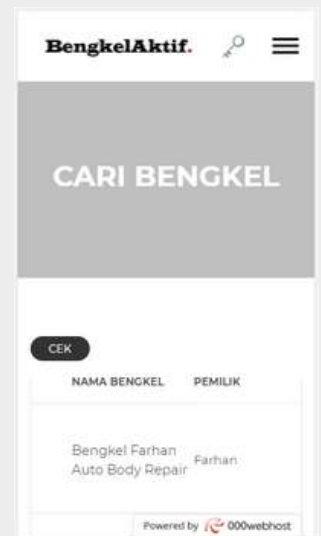 BengkelAktif.
CARI BENGKEL
CEK
NAMA BENGKEL PEMILIK
Bengkel Farhan
Auto Body Repair
Farhan
Powered by 000webhost